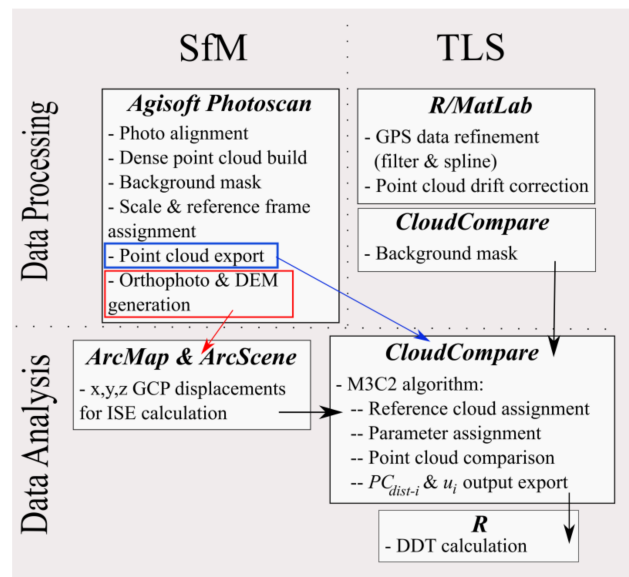 SfM
TLS
Data Processing
Agisoft Photoscan
- Photo alignment
- Dense point cloud build
- Background mask
- Scale & reference frame
assignment
- Point cloud export
- Orthophoto & DEM
generation
R/MatLab
- GPS data refinement
(filter & spline)
- Point cloud drift correction
CloudCompare
- Background mask
Data Analysis
ArcMap & ArcScene
- x,y,z GCP displacements
for ISE calculation
CloudCompare
- M3C2 algorithm:
-- Reference cloud assignment
-- Parameter assignment
-- Point cloud comparison
-- PC_dist-i & u_i output export
R
- DDT calculation